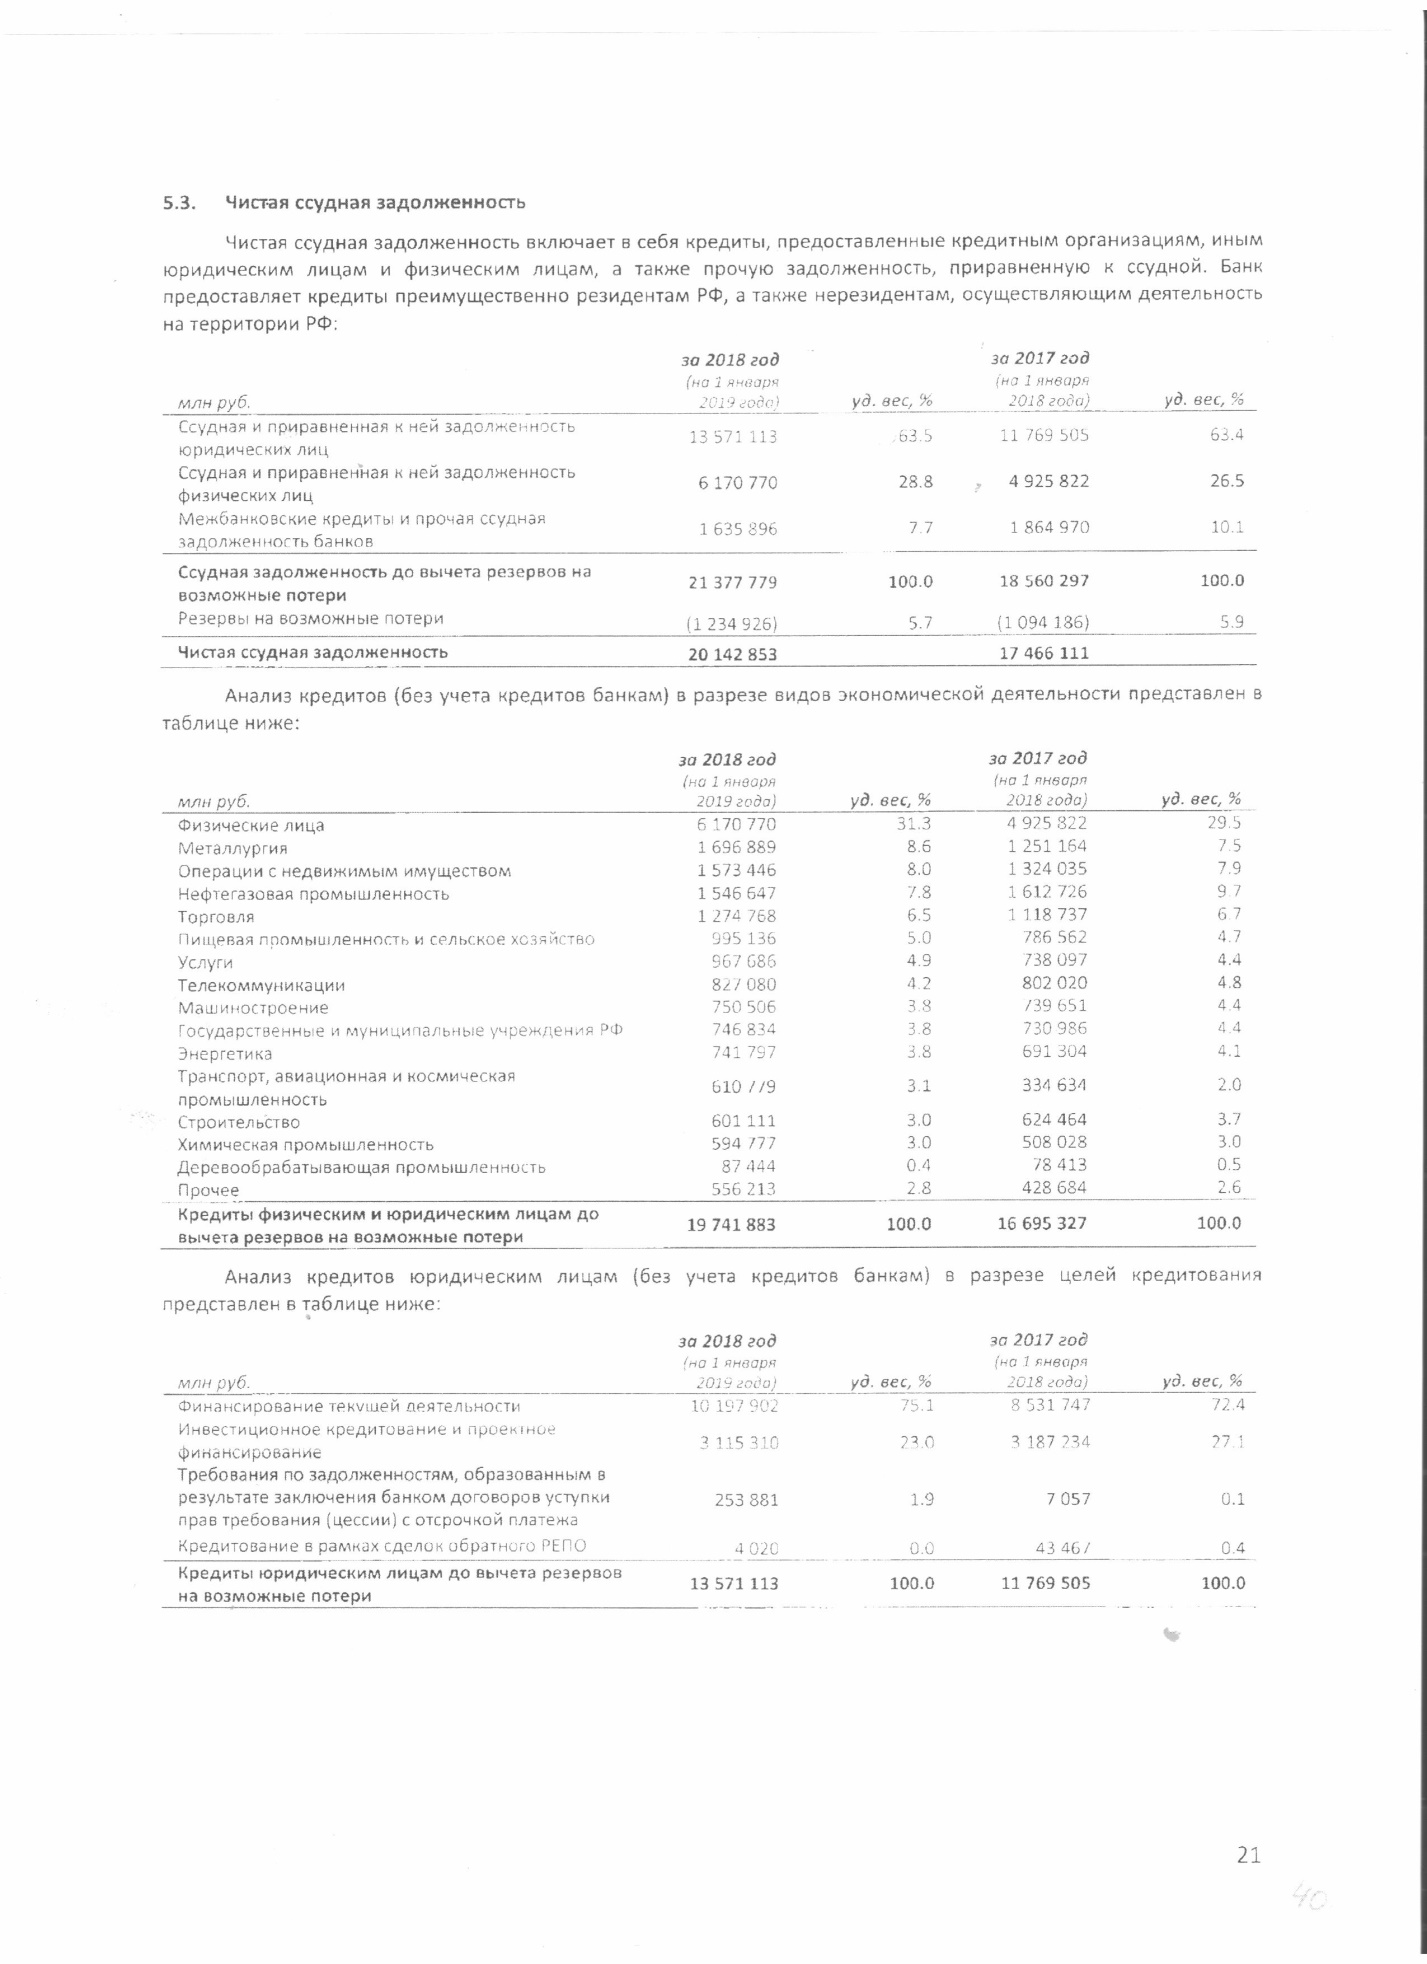 5.3. Чистая ссудная задолженность
Чистая ссудная задолженность включает в себя кредиты, предоставленные кредитным организациям, иным
юридическим лицам и физическим лицам, а также прочую задолженность, приравненную к ссудной. Банк
предоставляет кредиты преимущественно резидентам РФ, а также нерезидентам, осуществляющим деятельность
на территории РФ:
за 2018 год за 2017 год
(на 1 января (на 1 января
млн руб. 2019 года) уд. вес, % 2018 года) уд. вес, %
Ссудная и приравненная к ней задолженность
юридических лиц 13 571 113 63.5 11 769 505 63.4
Ссудная и приравненная к ней задолженность
физических лиц 6 170 770 28.8 4 925 822 26.5
Межбанковские кредиты и прочая ссудная
задолженность банков 1 635 896 7.7 1 864 970 10.1
Ссудная задолженность до вычета резервов на
возможные потери 21 377 779 100.0 18 560 297 100.0
Резервы на возможные потери (1 234 926) 5.7 (1 094 186) 5.9
Чистая ссудная задолженность 20 142 853 17 466 111
Анализ кредитов (без учета кредитов банкам) в разрезе видов экономической деятельности представлен в
таблице ниже:
за 2018 год за 2017 год
(на 1 января (на 1 января
млн руб. 2019 года) уд. вес, % 2018 года) уд. вес, %
Физические лица 6 170 770 31.3 4 925 822 29.5
Металлургия 1 696 889 8.6 1 251 164 7.5
Операции с недвижимым имуществом 1 573 446 8.0 1 324 035 7.9
Нефтегазовая промышленность 1 546 647 7.8 1 612 726 9.7
Торговля 1 274 768 6.5 1 118 737 6.7
Пищевая промышленность и сельское хозяйство 995 136 5.0 786 562 4.7
Услуги 967 686 4.9 738 097 4.4
Телекоммуникации 827 080 4.2 802 020 4.8
Машиностроение 750 506 3.8 739 651 4.4
Государственные и муниципальные учреждения РФ 746 834 3.8 730 986 4.4
Энергетика 741 797 3.8 691 304 4.1
Транспорт, авиационная и космическая
промышленность 610 779 3.1 334 634 2.0
Строительство 601 111 3.0 624 464 3.7
Химическая промышленность 594 777 3.0 508 028 3.0
Деревообрабатывающая промышленность 87 444 0.4 78 413 0.5
Прочее 556 213 2.8 428 684 2.6
Кредиты физическим и юридическим лицам до
вычета резервов на возможные потери 19 741 883 100.0 16 695 327 100.0
Анализ кредитов юридическим лицам (без учета кредитов банкам) в разрезе целей кредитования
представлен в таблице ниже:
за 2018 год за 2017 год
(на 1 января (на 1 января
млн руб. 2019 года) уд. вес, % 2018 года) уд. вес, %
Финансирование текущей деятельности 10 197 902 75.1 8 531 747 72.4
Инвестиционное кредитование и проектное
финансирование 3 115 310 23.0 3 187 234 27.1
Требования по задолженностям, образованным в
результате заключения банком договоров уступки 253 881 1.9 7 057 0.1
прав требования (цессии) с отсрочкой платежа
Кредитование в рамках сделок обратного РЕПО 4 020 0.0 43 467 0.4
Кредиты юридическим лицам до вычета резервов
на возможные потери 13 571 113 100.0 11 769 505 100.0
21
40